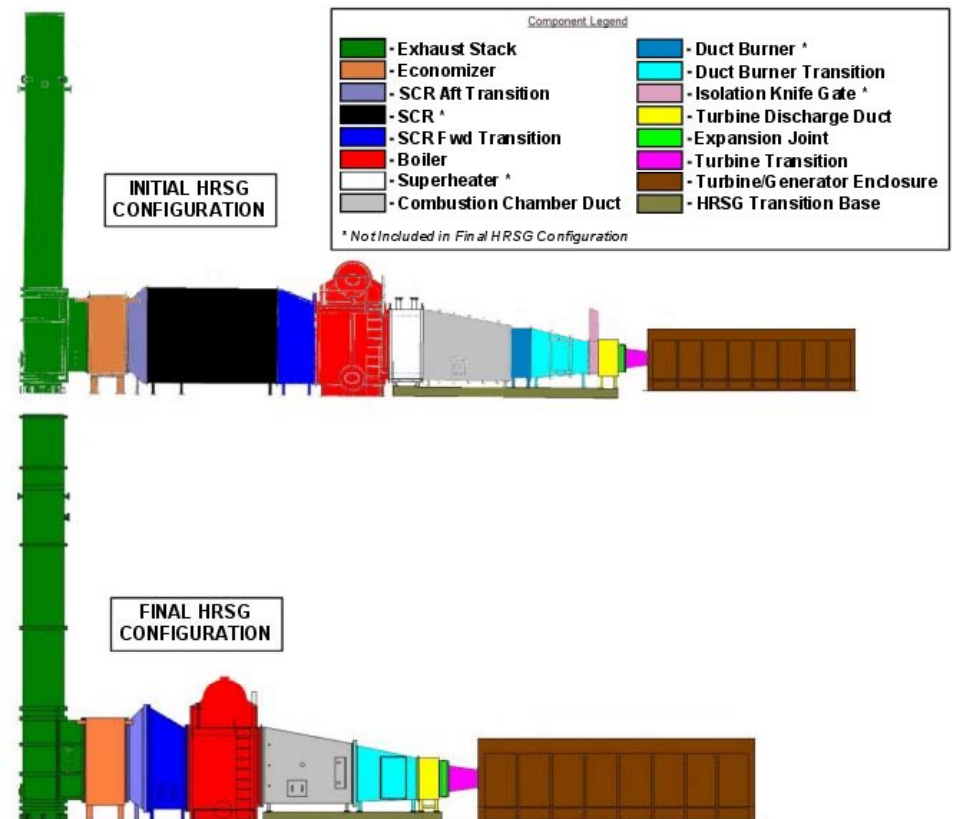 Component Legend
- Exhaust Stack
- Economizer
- SCR Aft Transition
- SCR *
- SCR Fwd Transition
- Boiler
- Superheater *
- Combustion Chamber Duct
- Duct Burner *
- Duct Burner Transition
- Isolation Knife Gate *
- Turbine Discharge Duct
- Expansion Joint
- Turbine Transition
- Turbine/Generator Enclosure
- HRSG Transition Base
* Not Included in Final HRSG Configuration
INITIAL HRSG
CONFIGURATION
FINAL HRSG
CONFIGURATION